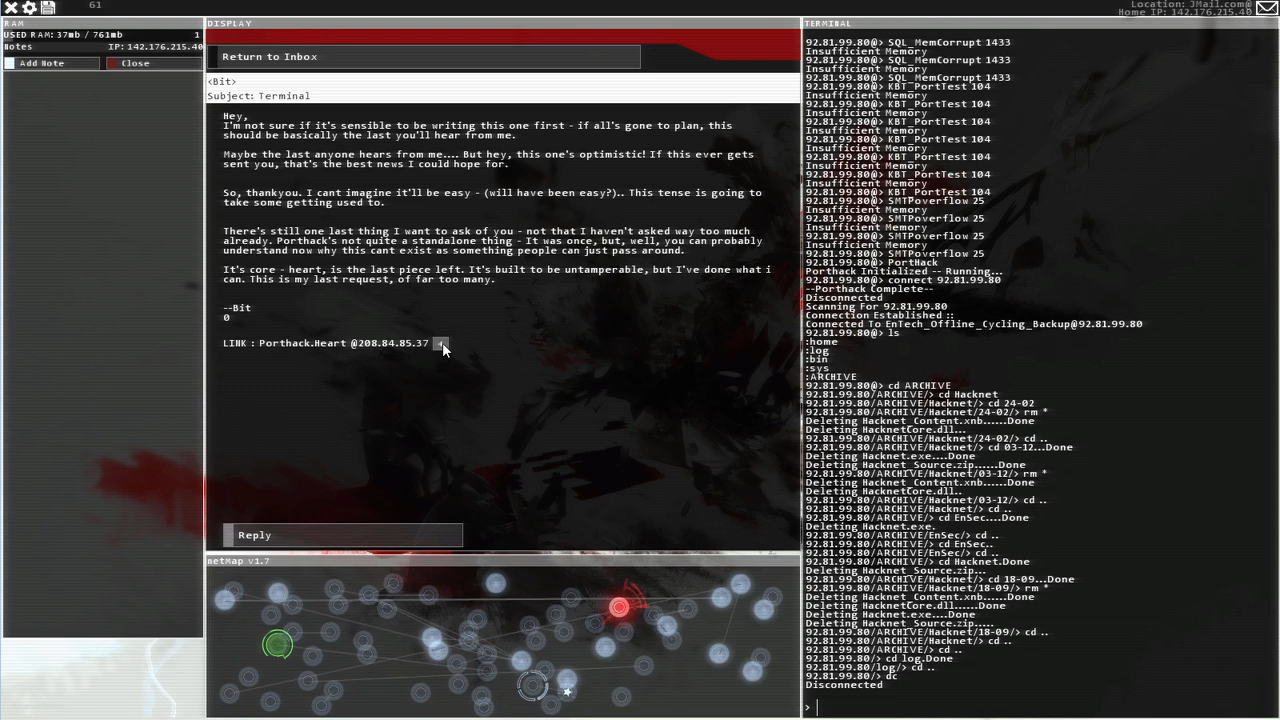 61
Location: JMail.com@
Home IP: 142.176.215.40
RAM
USED RAM: 37mb / 761mb 1
Notes IP: 142.176.215.40
Add Note Close
DISPLAY
Return to Inbox
<Bit>
Subject: Terminal
Hey,
I'm not sure if it's sensible to be writing this one first - if all's gone to plan, this
should be basically the last you'll hear from me.
Maybe the last anyone hears from me.... But hey, this one's optimistic! If this ever gets
sent you, that's the best news I could hope for.
So, thankyou. I cant imagine it'll be easy - (will have been easy?).. This tense is going to
take some getting used to.
There's still one last thing I want to ask of you - not that I haven't asked way too much
already. Porthack's not quite a standalone thing - It was once, but, well, you can probably
understand now why this cant exist as something people can just pass around.
It's core - heart, is the last piece left. It's built to be untamperable, but I've done what i
can. This is my last request, of far too many.
--Bit
0
LINK : Porthack.Heart @208.84.85.37 +
Reply
netMap v1.7
TERMINAL
92.81.99.80@> SQL_MemCorrupt 1433
Insufficient Memory
92.81.99.80@> SQL_MemCorrupt 1433
Insufficient Memory
92.81.99.80@> SQL_MemCorrupt 1433
92.81.99.80@> KBT_PortTest 104
Insufficient Memory
92.81.99.80@> KBT_PortTest 104
Insufficient Memory
92.81.99.80@> KBT_PortTest 104
Insufficient Memory
92.81.99.80@> KBT_PortTest 104
Insufficient Memory
92.81.99.80@> KBT_PortTest 104
Insufficient Memory
92.81.99.80@> KBT_PortTest 104
Insufficient Memory
92.81.99.80@> KBT_PortTest 104
92.81.99.80@> SMTPoverflow 25
Insufficient Memory
92.81.99.80@> SMTPoverflow 25
Insufficient Memory
92.81.99.80@> SMTPoverflow 25
Insufficient Memory
92.81.99.80@> SMTPoverflow 25
92.81.99.80@> PortHack
Porthack Initialized -- Running...
92.81.99.80@> connect 92.81.99.80
--Porthack Complete--
Disconnected
Scanning For 92.81.99.80
Connection Established ::
Connected To EnTech_Offline_Cycling_Backup@92.81.99.80
92.81.99.80@> ls
:home
:log
:bin
:sys
:ARCHIVE
92.81.99.80@> cd ARCHIVE
92.81.99.80/ARCHIVE/> cd Hacknet
92.81.99.80/ARCHIVE/Hacknet/> cd 24-02
92.81.99.80/ARCHIVE/Hacknet/24-02/> rm *
Deleting Hacknet_Content.xnb......Done
Deleting HacknetCore.dll...
92.81.99.80/ARCHIVE/Hacknet/24-02/> cd ..
92.81.99.80/ARCHIVE/Hacknet/> cd 03-12...Done
Deleting Hacknet.exe....Done
Deleting Hacknet_Source.zip......Done
92.81.99.80/ARCHIVE/Hacknet/03-12/> rm *
Deleting Hacknet_Content.xnb......Done
Deleting HacknetCore.dll..
92.81.99.80/ARCHIVE/Hacknet/03-12/> cd ..
92.81.99.80/ARCHIVE/Hacknet/> cd ..
92.81.99.80/ARCHIVE/> cd EnSec....Done
Deleting Hacknet.exe.
92.81.99.80/ARCHIVE/EnSec/> cd ..
92.81.99.80/ARCHIVE/> cd EnSec..
92.81.99.80/ARCHIVE/EnSec/> cd ..
92.81.99.80/ARCHIVE/> cd Hacknet.Done
Deleting Hacknet_Source.zip...
92.81.99.80/ARCHIVE/Hacknet/> cd 18-09...Done
92.81.99.80/ARCHIVE/Hacknet/18-09/> rm *
Deleting Hacknet_Content.xnb......Done
Deleting HacknetCore.dll......Done
Deleting Hacknet.exe....Done
Deleting Hacknet_Source.zip.....
92.81.99.80/ARCHIVE/Hacknet/18-09/> cd ..
92.81.99.80/ARCHIVE/Hacknet/> cd ..
92.81.99.80/ARCHIVE/> cd ..
92.81.99.80/> cd log.Done
92.81.99.80/log/> cd ..
92.81.99.80/> dc
Disconnected
>